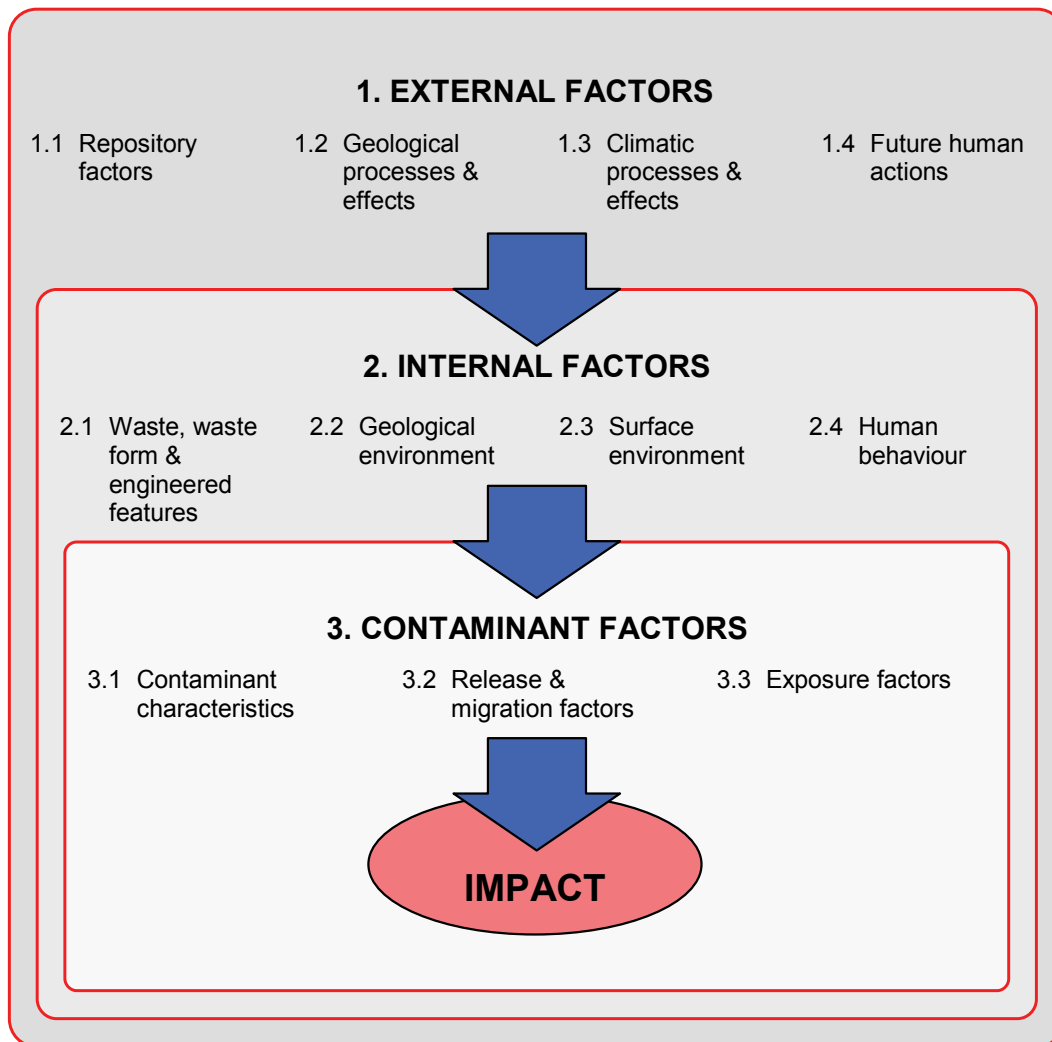 1. EXTERNAL FACTORS
1.1 Repository
factors
1.2 Geological
processes &
effects
1.3 Climatic
processes &
effects
1.4 Future human
actions
2. INTERNAL FACTORS
2.1 Waste, waste
form &
engineered
features
2.2 Geological
environment
2.3 Surface
environment
2.4 Human
behaviour
3. CONTAMINANT FACTORS
3.1 Contaminant
characteristics
3.2 Release &
migration factors
3.3 Exposure factors
IMPACT